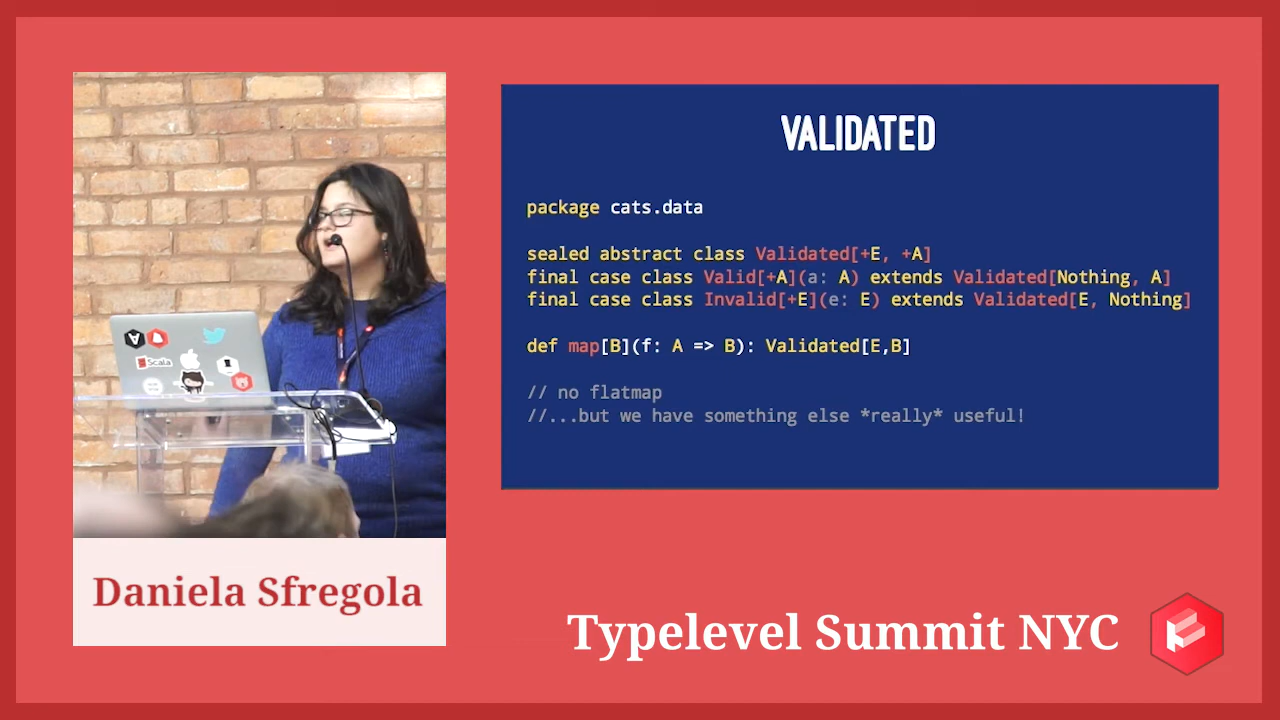 VALIDATED
package cats.data
sealed abstract class Validated[+E, +A]
final case class Valid[+A](a: A) extends Validated[Nothing, A]
final case class Invalid[+E](e: E) extends Validated[E, Nothing]
def map[B](f: A => B): Validated[E,B]
// no flatmap
//...but we have something else *really* useful!
Scala
Daniela Sfregola
Typelevel Summit NYC